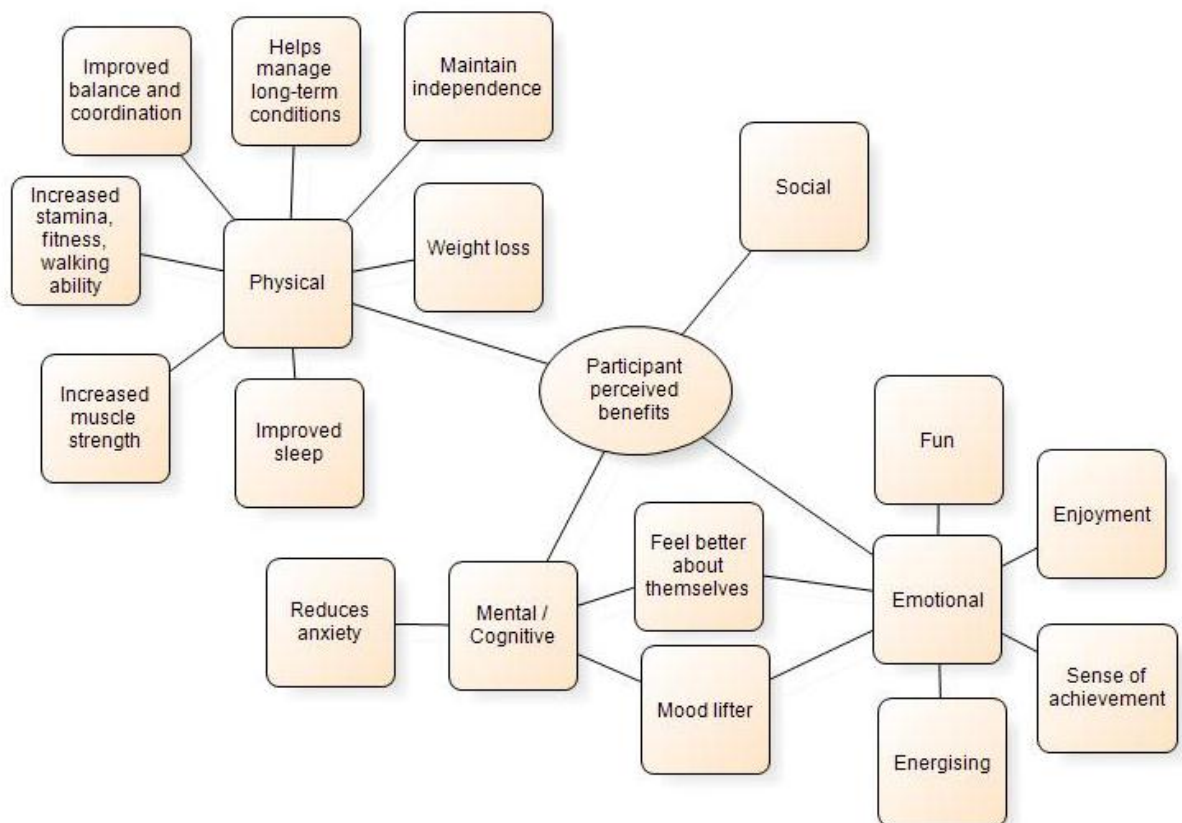 Improved
balance and
coordination
Helps
manage
long-term
conditions
Maintain
independence
Social
Increased
stamina,
fitness,
walking
ability
Physical
Weight loss
Participant
perceived
benefits
Increased
muscle
strength
Improved
sleep
Fun
Enjoyment
Feel better
about
themselves
Reduces
anxiety
Mental /
Cognitive
Emotional
Mood lifter
Sense of
achievement
Energising